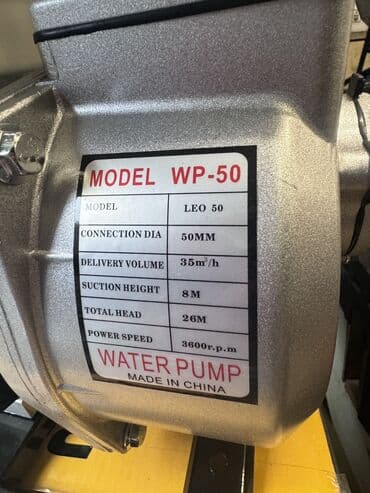 MODEL WP-50
MODEL LEO 50
CONNECTION DIA 50MM
DELIVERY VOLUME 35m³/h
SUCTION HEIGHT 8M
TOTAL HEAD 26M
POWER SPEED 3600r.p.m
WATER PUMP
MADE IN CHINA